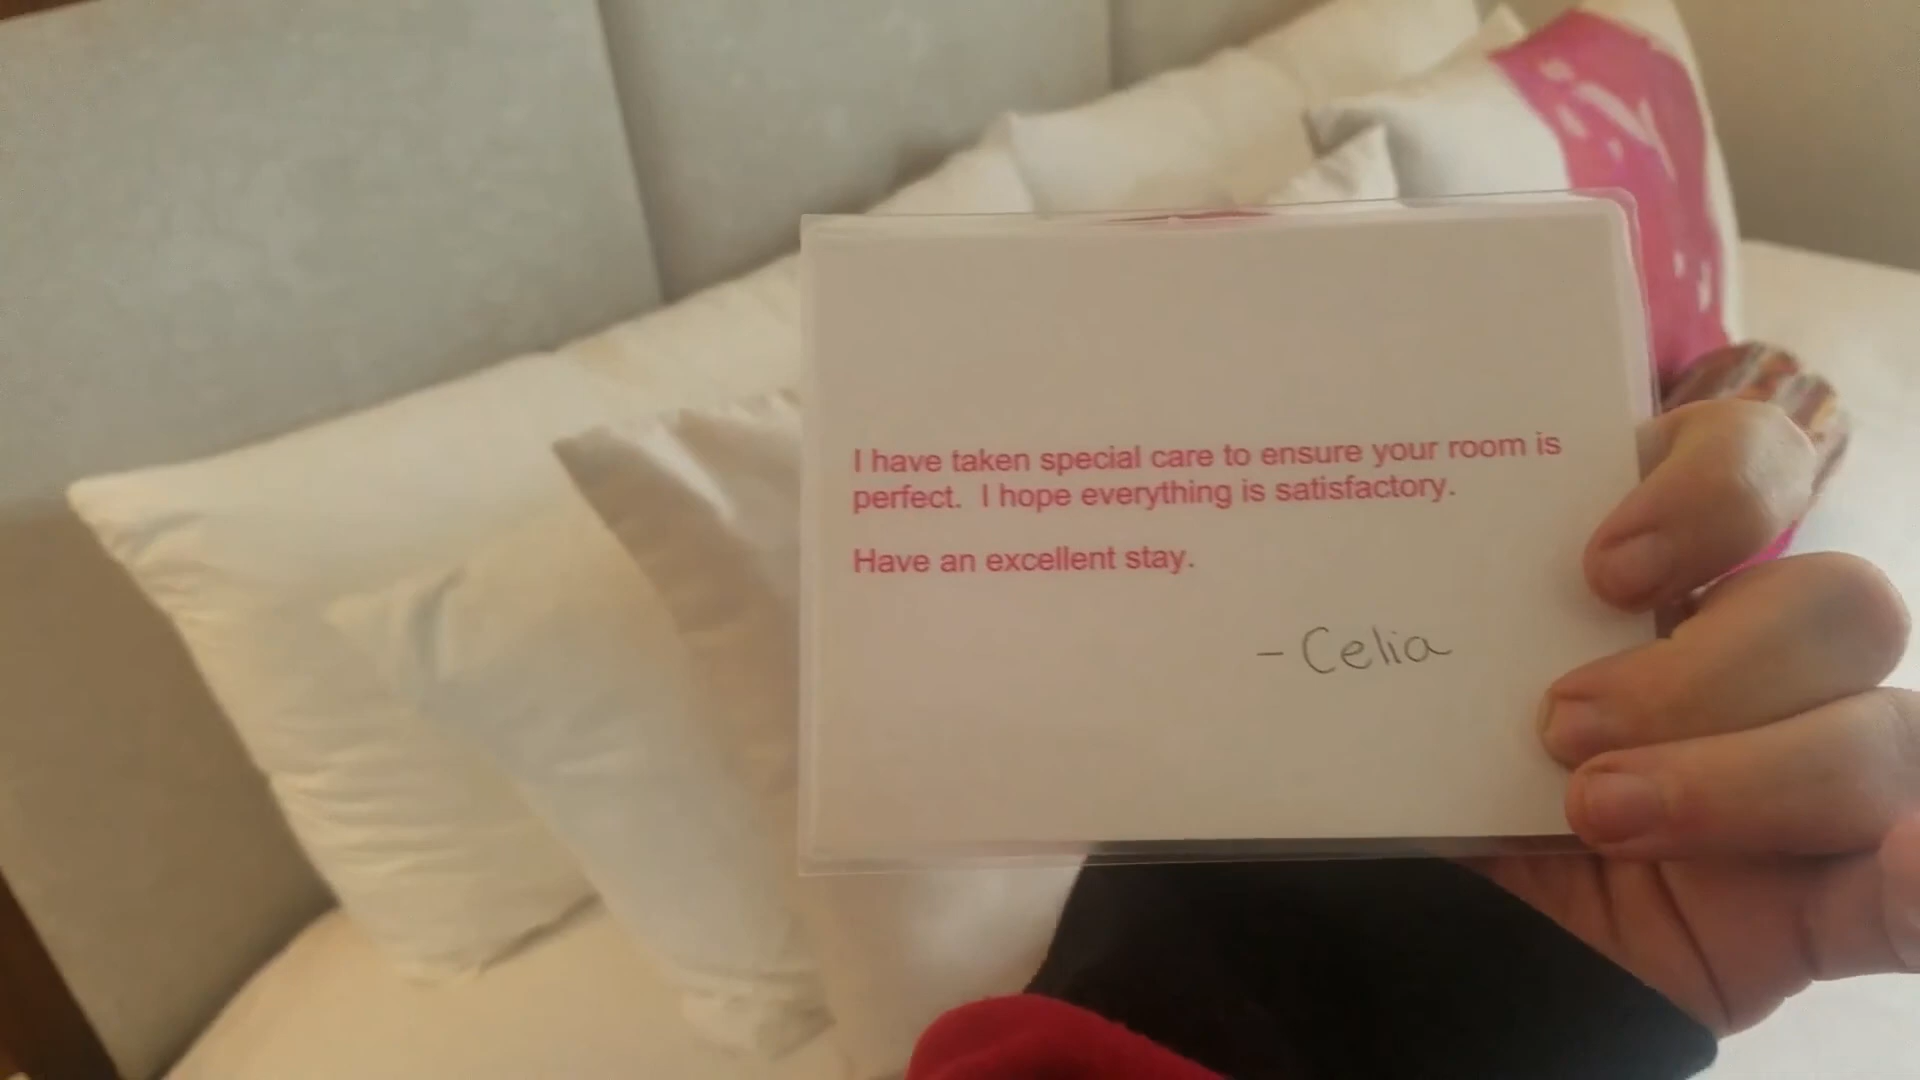 I have taken special care to ensure your room is
perfect. I hope everything is satisfactory.
Have an excellent stay.
- Celia